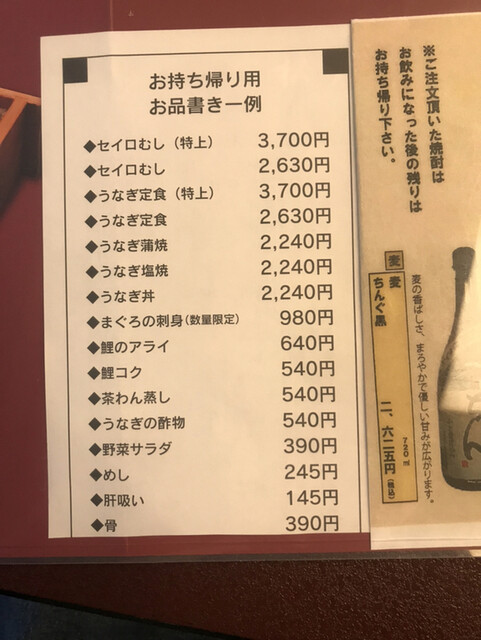 お持ち帰り用
お品書き一例
◆セイロむし（特上） 3,700円
◆セイロむし 2,630円
◆うなぎ定食（特上） 3,700円
◆うなぎ定食 2,630円
◆うなぎ蒲焼 2,240円
◆うなぎ塩焼 2,240円
◆うなぎ丼 2,240円
◆まぐろの刺身(数量限定) 980円
◆鯉のアライ 640円
◆鯉コク 540円
◆茶わん蒸し 540円
◆うなぎの酢物 540円
◆野菜サラダ 390円
◆めし 245円
◆肝吸い 145円
◆骨 390円
※ご注文頂いた焼酎は
お飲みになった後の残りは
お持ち帰り下さい。
麦
麦の香ばしさ、まろやかで優しい甘みが広がります。
720ml
麦 二、六二五円(税込)
ちんぐ黒